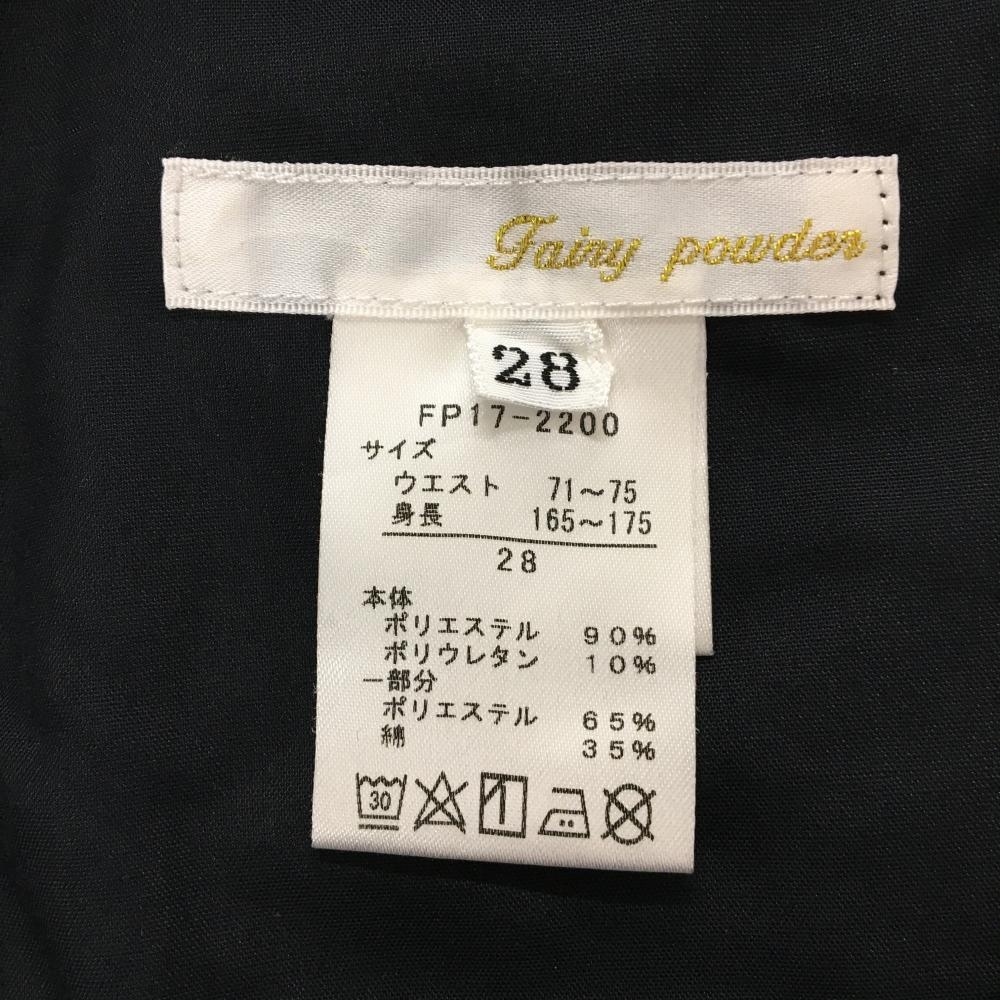 Fairy powder
28
FP17-2200
サイズ
ウエスト 71～75
身長 165～175
28
本体
ポリエステル 90%
ポリウレタン 10%
一部分
ポリエステル 65%
綿 35%
30